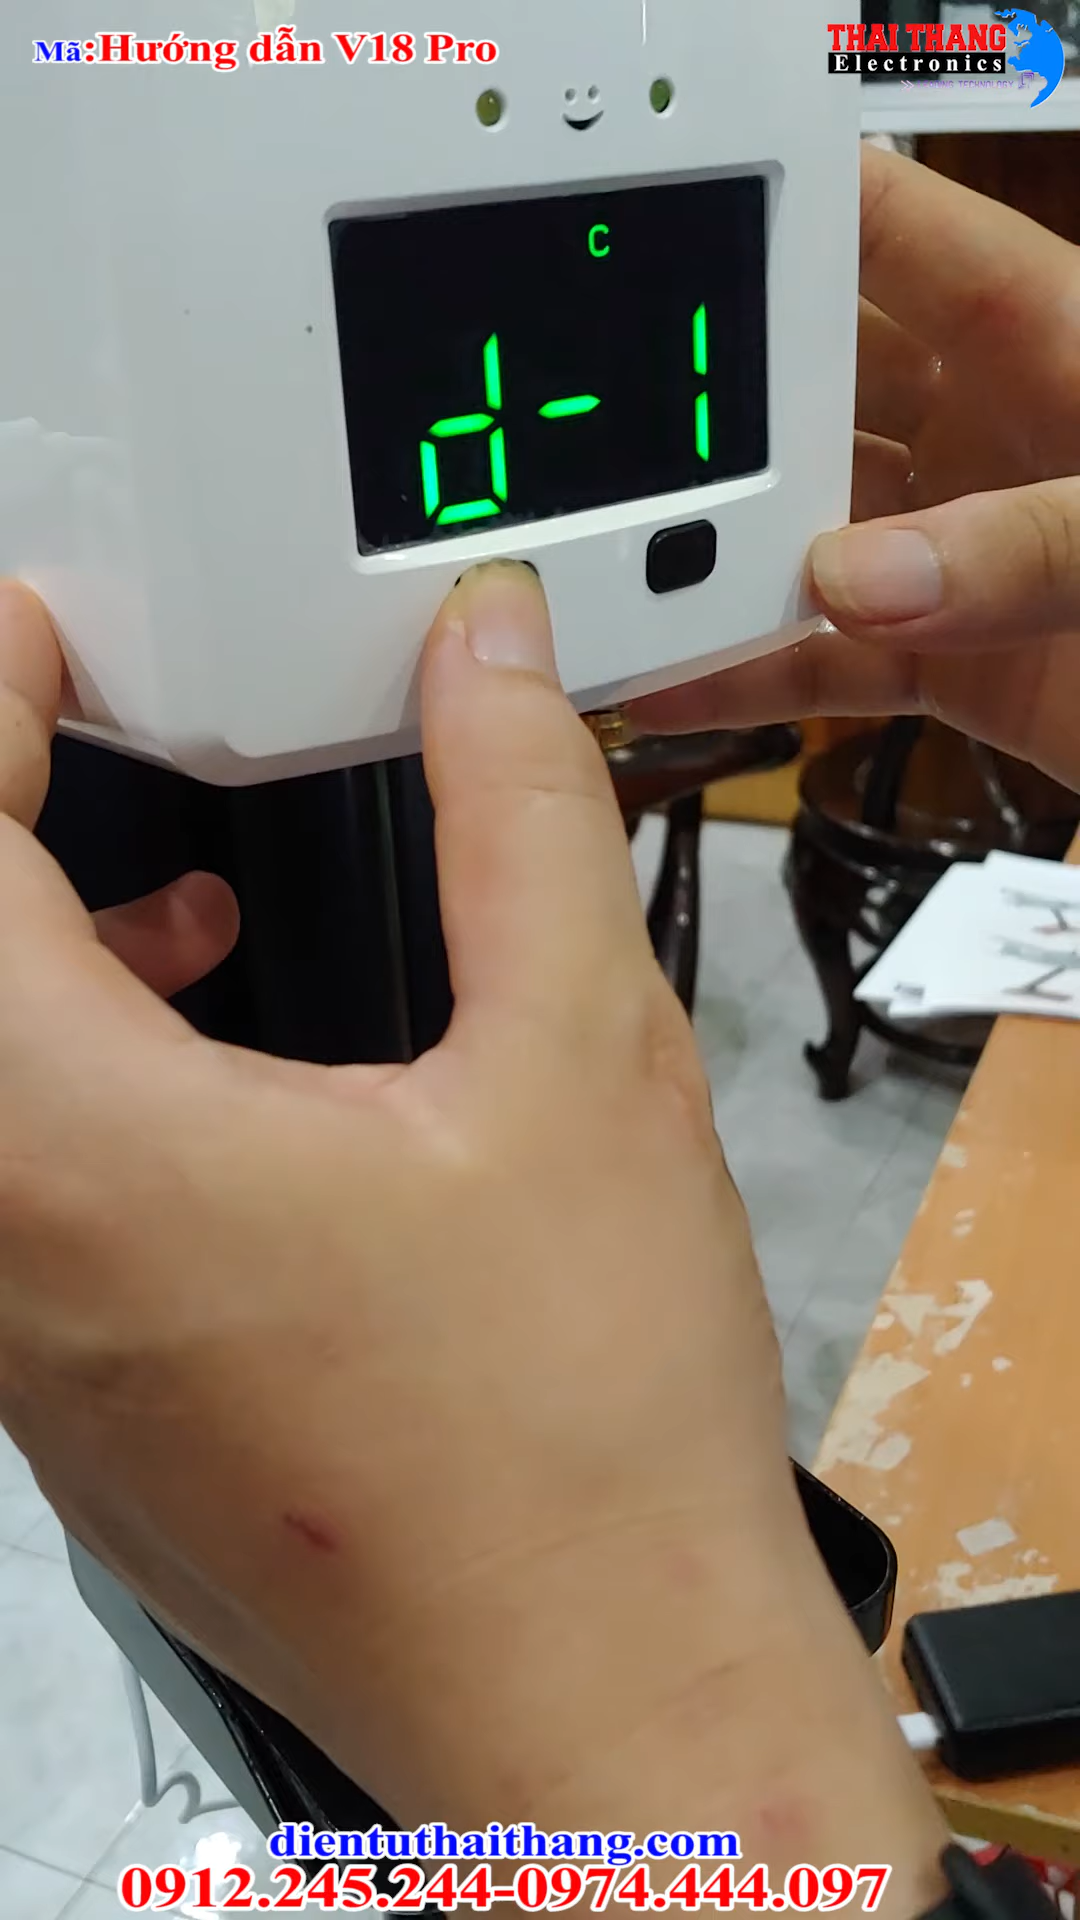 Mã:Hướng dẫn V18 Pro
THAI THANG
Electronics
C
d-1
dientuthaithang.com
0912.245.244-0974.444.097